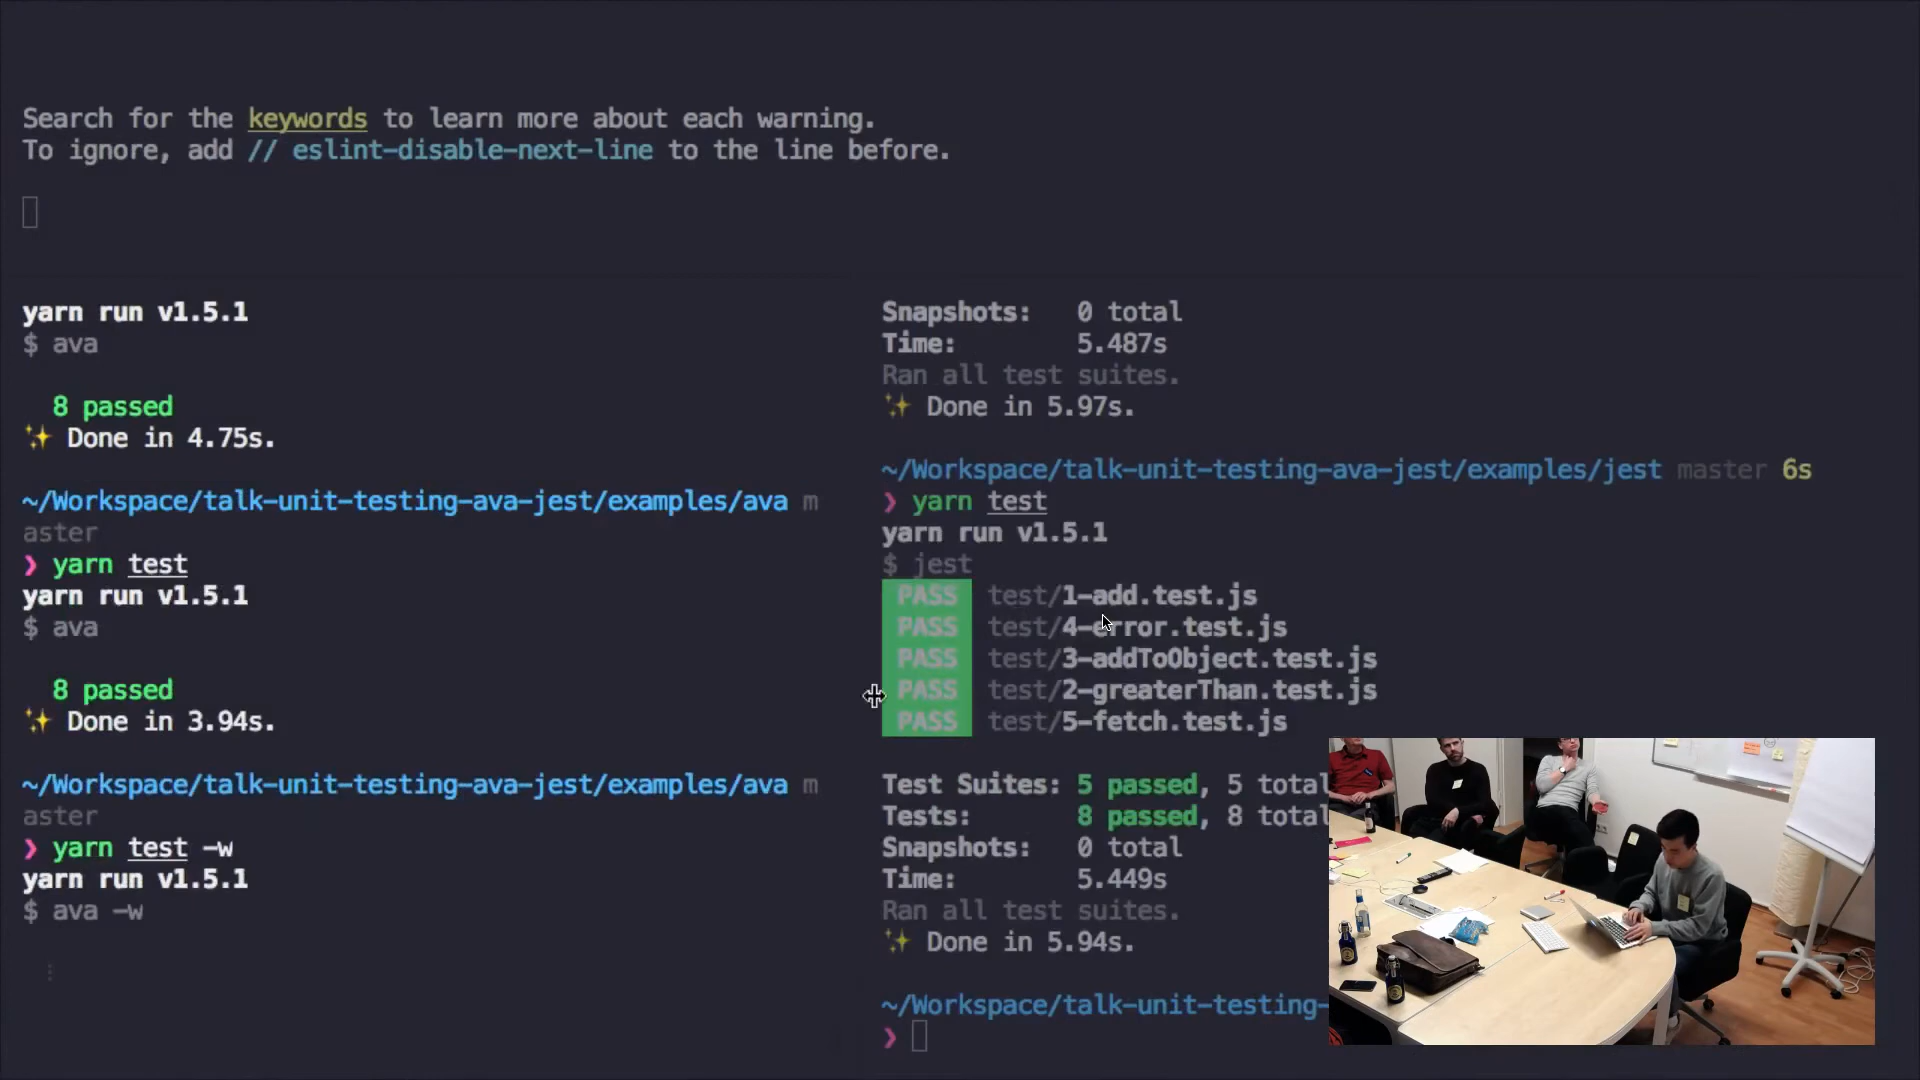 Search for the keywords to learn more about each warning.
To ignore, add // eslint-disable-next-line to the line before.
yarn run v1.5.1
$ ava
8 passed
✨ Done in 4.75s.
~/Workspace/talk-unit-testing-ava-jest/examples/ava m
aster
❯ yarn test
yarn run v1.5.1
$ ava
8 passed
✨ Done in 3.94s.
~/Workspace/talk-unit-testing-ava-jest/examples/ava m
aster
❯ yarn test -w
yarn run v1.5.1
$ ava -w
Snapshots: 0 total
Time: 5.487s
Ran all test suites.
✨ Done in 5.97s.
~/Workspace/talk-unit-testing-ava-jest/examples/jest master 6s
❯ yarn test
yarn run v1.5.1
$ jest
PASS test/1-add.test.js
PASS test/4-error.test.js
PASS test/3-addToObject.test.js
PASS test/2-greaterThan.test.js
PASS test/5-fetch.test.js
Test Suites: 5 passed, 5 total
Tests: 8 passed, 8 total
Snapshots: 0 total
Time: 5.449s
Ran all test suites.
✨ Done in 5.94s.
~/Workspace/talk-unit-testing-
❯